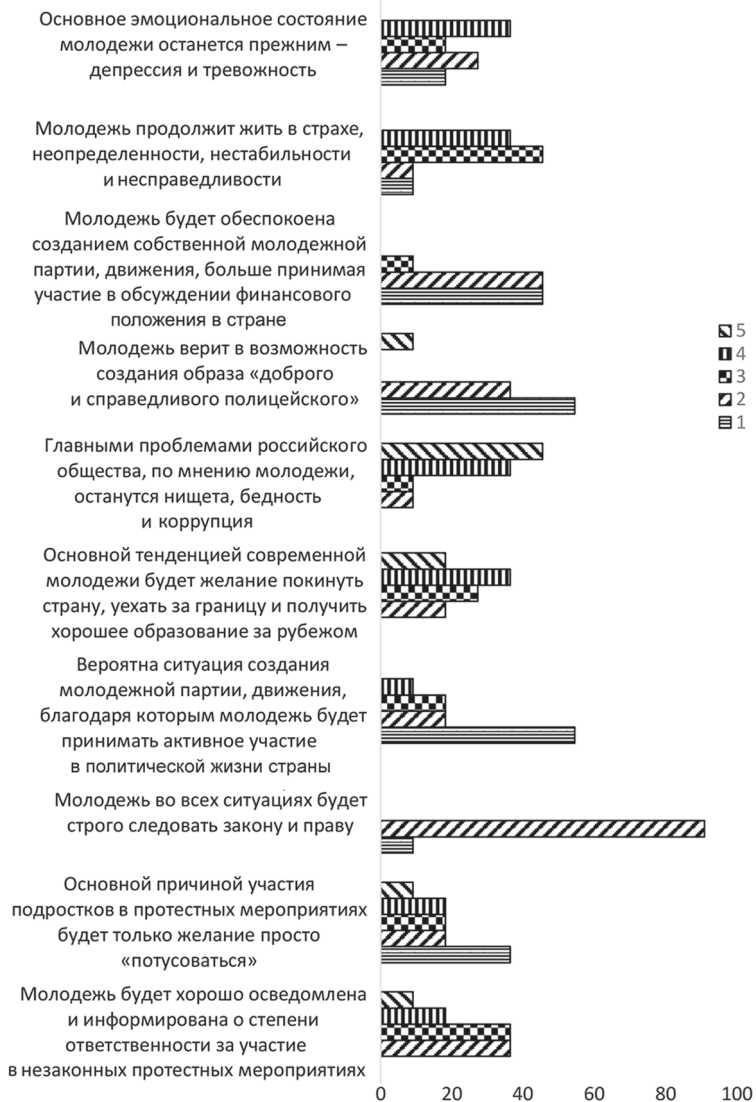 Основное эмоциональное состояние
молодежи останется прежним –
депрессия и тревожность
Молодежь продолжит жить в страхе,
неопределенности, нестабильности
и несправедливости
Молодежь будет обеспокоена
созданием собственной молодежной
партии, движения, больше принимая
участие в обсуждении финансового
положения в стране
Молодежь верит в возможность
создания образа «доброго
и справедливого полицейского»
Главными проблемами российского
общества, по мнению молодежи,
останутся нищета, бедность
и коррупция
Основной тенденцией современной
молодежи будет желание покинуть
страну, уехать за границу и получить
хорошее образование за рубежом
Вероятна ситуация создания
молодежной партии, движения,
благодаря которым молодежь будет
принимать активное участие
в политической жизни страны
Молодежь во всех ситуациях будет
строго следовать закону и праву
Основной причиной участия
подростков в протестных мероприятиях
будет только желание просто
«потусоваться»
Молодежь будет хорошо осведомлена
и информирована о степени
ответственности за участие
в незаконных протестных мероприятиях
0 20 40 60 80 100
5
4
3
2
1